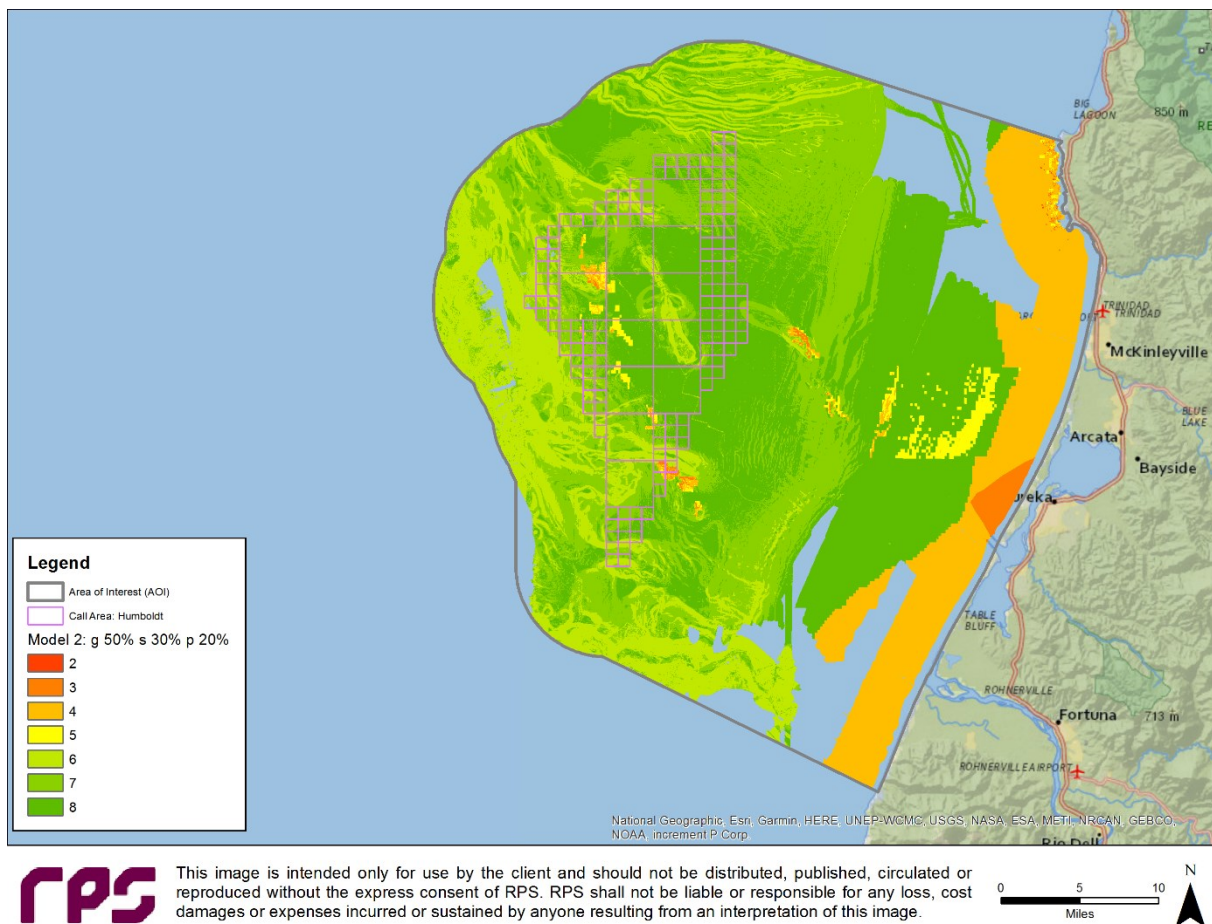 BIG
LAGOON
850 m
RE
TRINIDAD
TRINIDAD
McKinleyville
BLUE
LAKE
Arcata
Bayside
ureka
TABLE
BLUFF
ROHNERVILLE
Fortuna
713 m
ROHNERVILLE AIRPORT
Rio Dell
Legend
Area of Interest (AOI)
Call Area: Humboldt
Model 2: g 50% s 30% p 20%
2
3
4
5
6
7
8
National Geographic, Esri, Garmin, HERE, UNEP-WCMC, USGS, NASA, ESA, METI, NRCAN, GEBCO,
NOAA, increment P Corp.
rps
This image is intended only for use by the client and should not be distributed, published, circulated or
reproduced without the express consent of RPS. RPS shall not be liable or responsible for any loss, cost
damages or expenses incurred or sustained by anyone resulting from an interpretation of this image.
0 5 10
Miles
N